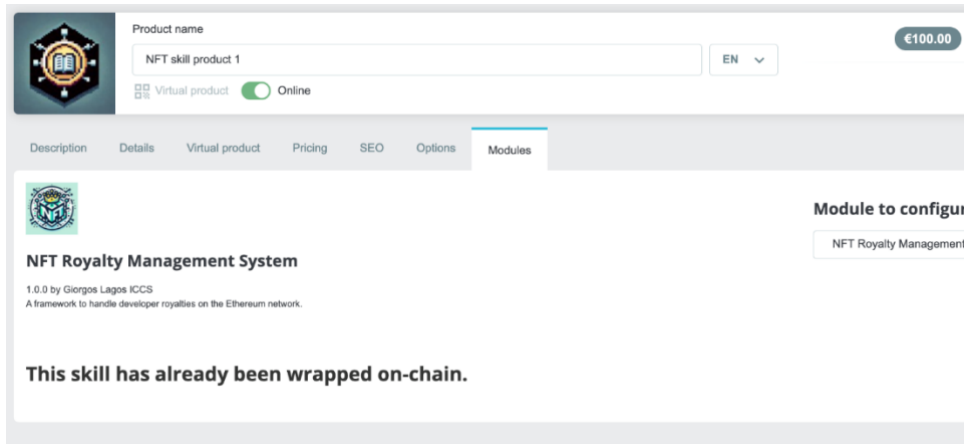 Product name
NFT skill product 1
EN
€100.00
Virtual product
Online
Description Details Virtual product Pricing SEO Options Modules
Module to configur
NFT Royalty Management
NFT Royalty Management System
1.0.0 by Giorgos Lagos ICCS
A framework to handle developer royalties on the Ethereum network.
This skill has already been wrapped on-chain.